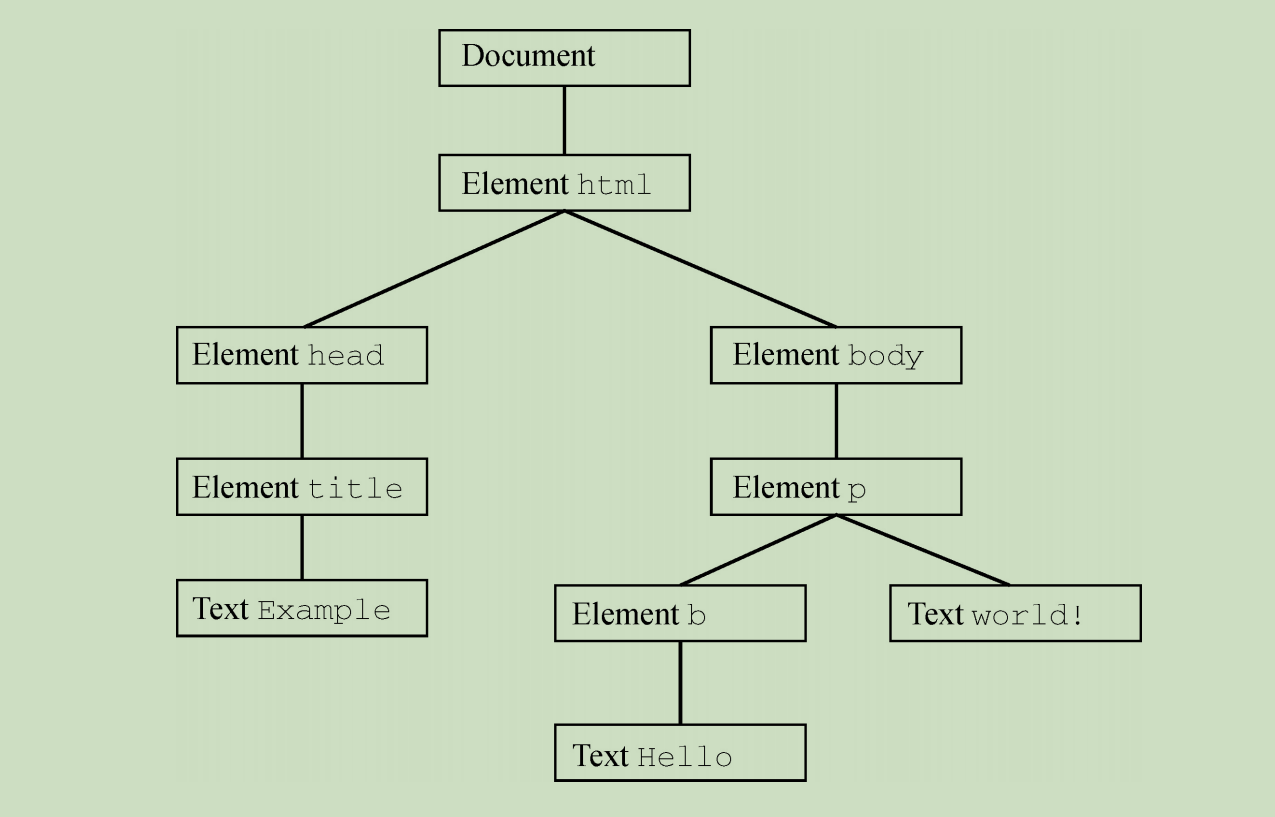 Document
Element html
Element head
Element body
Element title
Element p
Text Example
Element b
Text world!
Text Hello